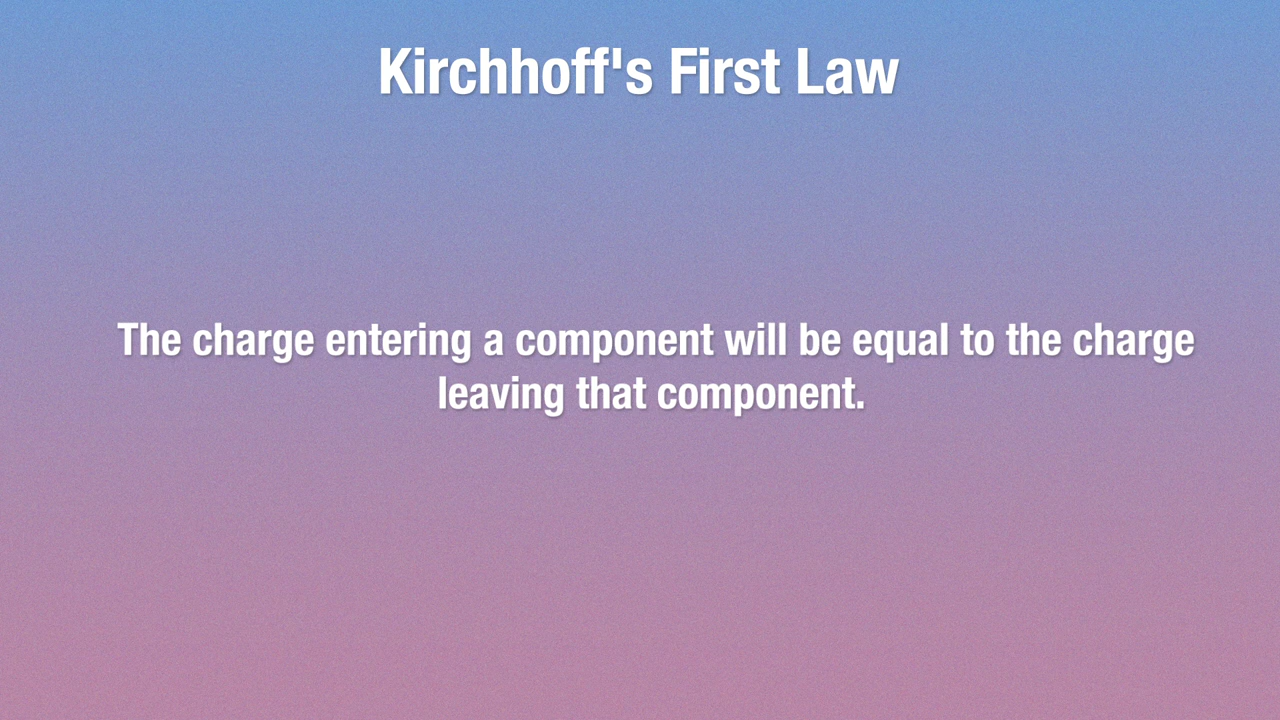 Kirchhoff's First Law
The charge entering a component will be equal to the charge
leaving that component.